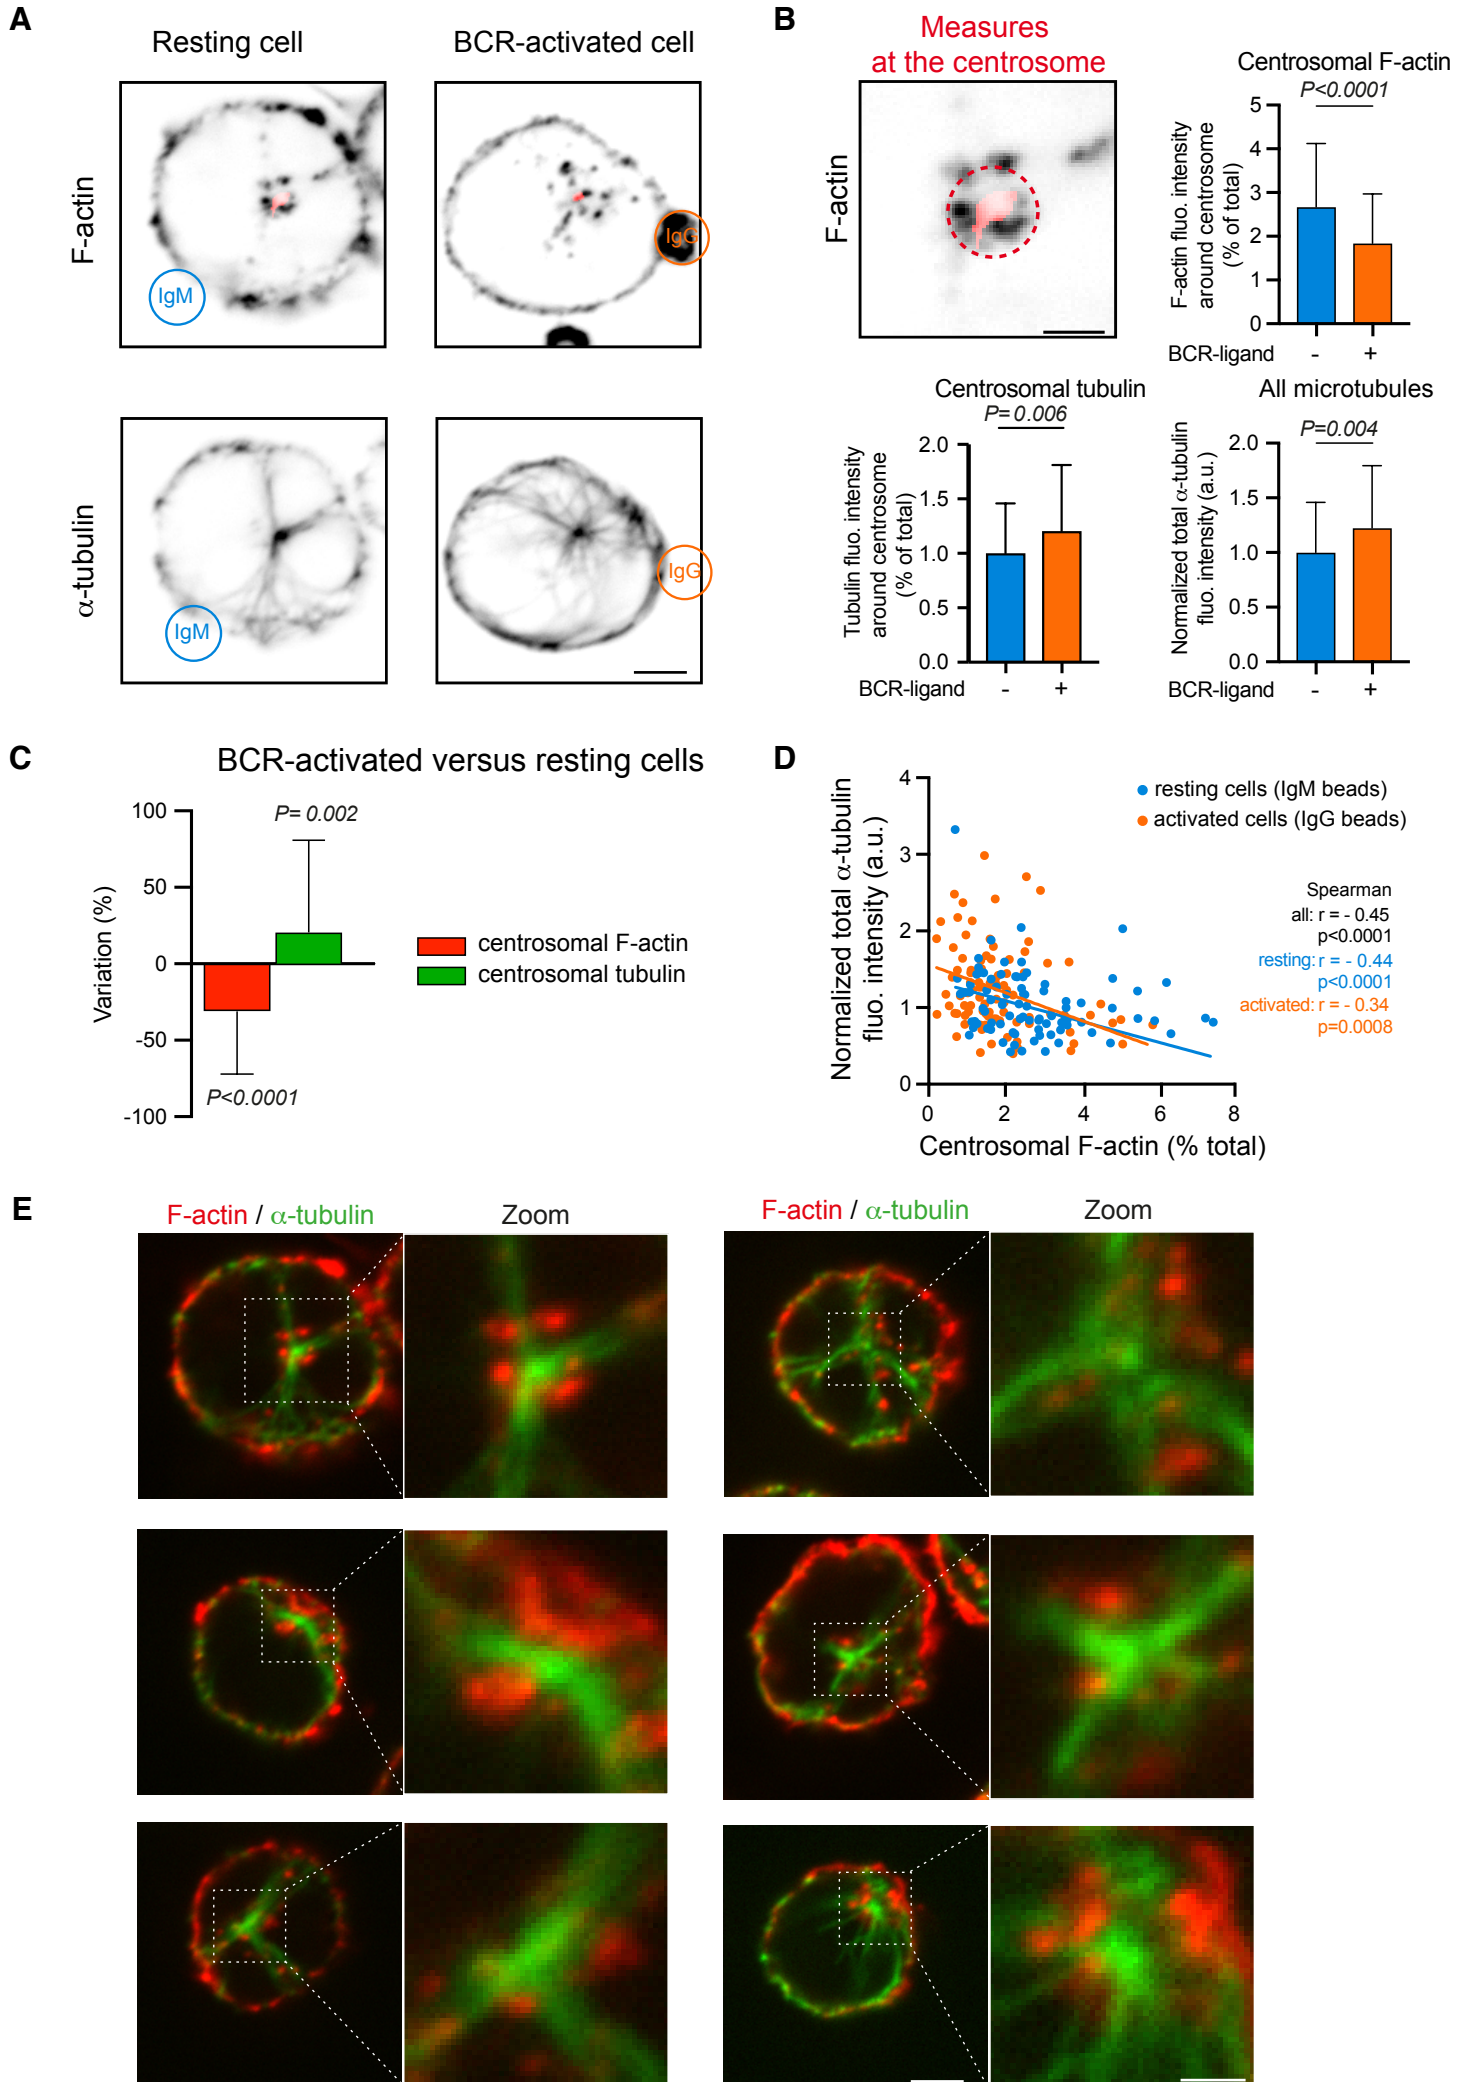 A
Resting cell
BCR-activated cell
F-actin
IgM
IgG
α-tubulin
IgM
IgG
B
Measures
at the centrosome
F-actin
Centrosomal F-actin
P<0.0001
F-actin fluo. intensity
around centrosome
(% of total)
5
4
3
2
1
0
BCR-ligand - +
Centrosomal tubulin
P= 0.006
Tubulin fluo. intensity
around centrosome
(% of total)
2.0
1.5
1.0
0.5
0.0
BCR-ligand - +
All microtubules
P=0.004
Normalized total α-tubulin
fluo. intensity (a.u.)
2.0
1.5
1.0
0.5
0.0
BCR-ligand - +
C
BCR-activated versus resting cells
Variation (%)
100
50
0
-50
-100
P= 0.002
P<0.0001
centrosomal F-actin
centrosomal tubulin
D
Normalized total α-tubulin
fluo. intensity (a.u.)
4
3
2
1
0
0 2 4 6 8
Centrosomal F-actin (% total)
resting cells (IgM beads)
activated cells (IgG beads)
Spearman
all: r = - 0.45
p<0.0001
resting: r = - 0.44
p<0.0001
activated: r = - 0.34
p=0.0008
E
F-actin / α-tubulin
Zoom
F-actin / α-tubulin
Zoom